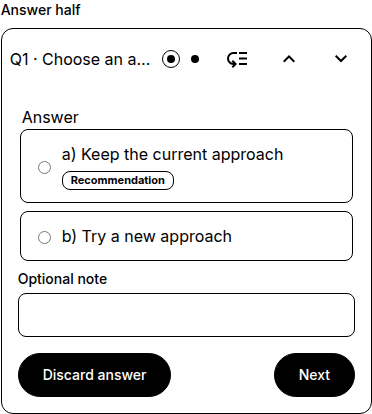 Answer half
Q1 · Choose an a...
Answer
a) Keep the current approach
Recommendation
b) Try a new approach
Optional note
Discard answer
Next